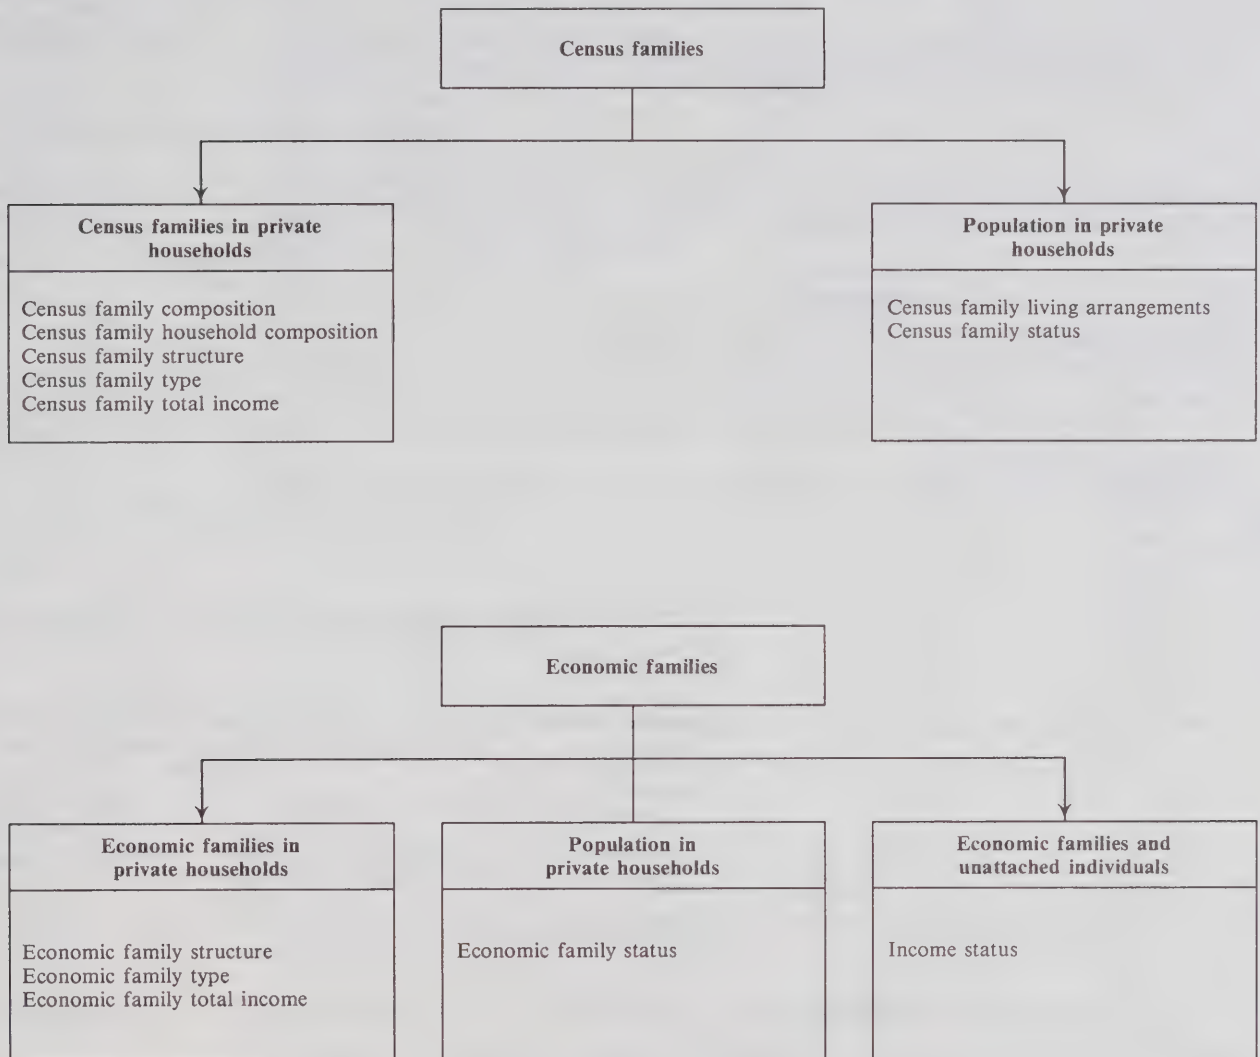 Census families
Census families in private
households
Census family composition
Census family household composition
Census family structure
Census family type
Census family total income
Population in private
households
Census family living arrangements
Census family status
Economic families
Economic families in
private households
Economic family structure
Economic family type
Economic family total income
Population in
private households
Economic family status
Economic families and
unattached individuals
Income status